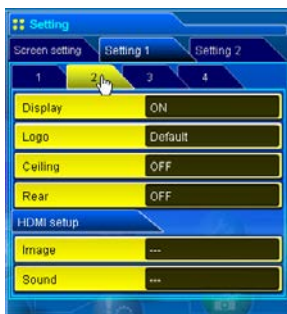 Setting
Screen setting Setting 1 Setting 2
1 2 3 4
Display ON
Logo Default
Ceiling OFF
Rear OFF
HDMI setup
Image ---
Sound ---